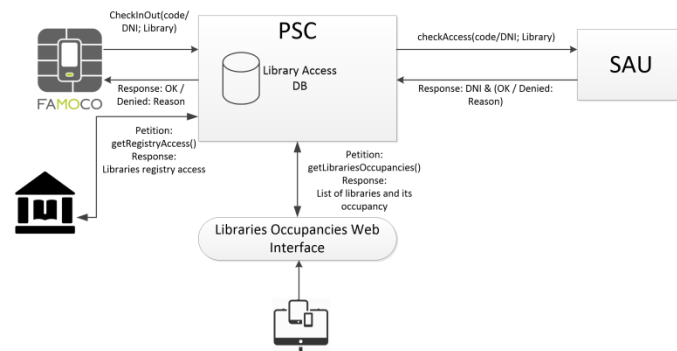 CheckInOut(code/
DNI; Library)
PSC
checkAccess(code/DNI; Library)
SAU
Library Access
DB
Response: OK /
Denied: Reason
Response: DNI & (OK / Denied:
Reason)
FAMOCO
Petition:
getRegistryAccess()
Response:
Libraries registry access
Petition:
getLibrariesOccupancies()
Response:
List of libraries and its
occupancy
Libraries Occupancies Web
Interface